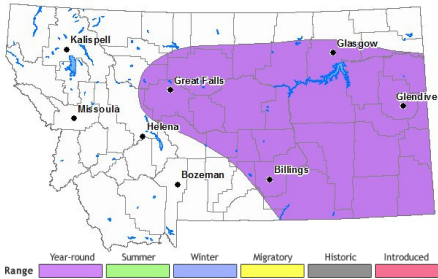 Kalispell
Glasgow
Great Falls
Glendive
Missoula
Helena
Billings
Bozeman
Year-round Summer Winter Migratory Historic Introduced
Range